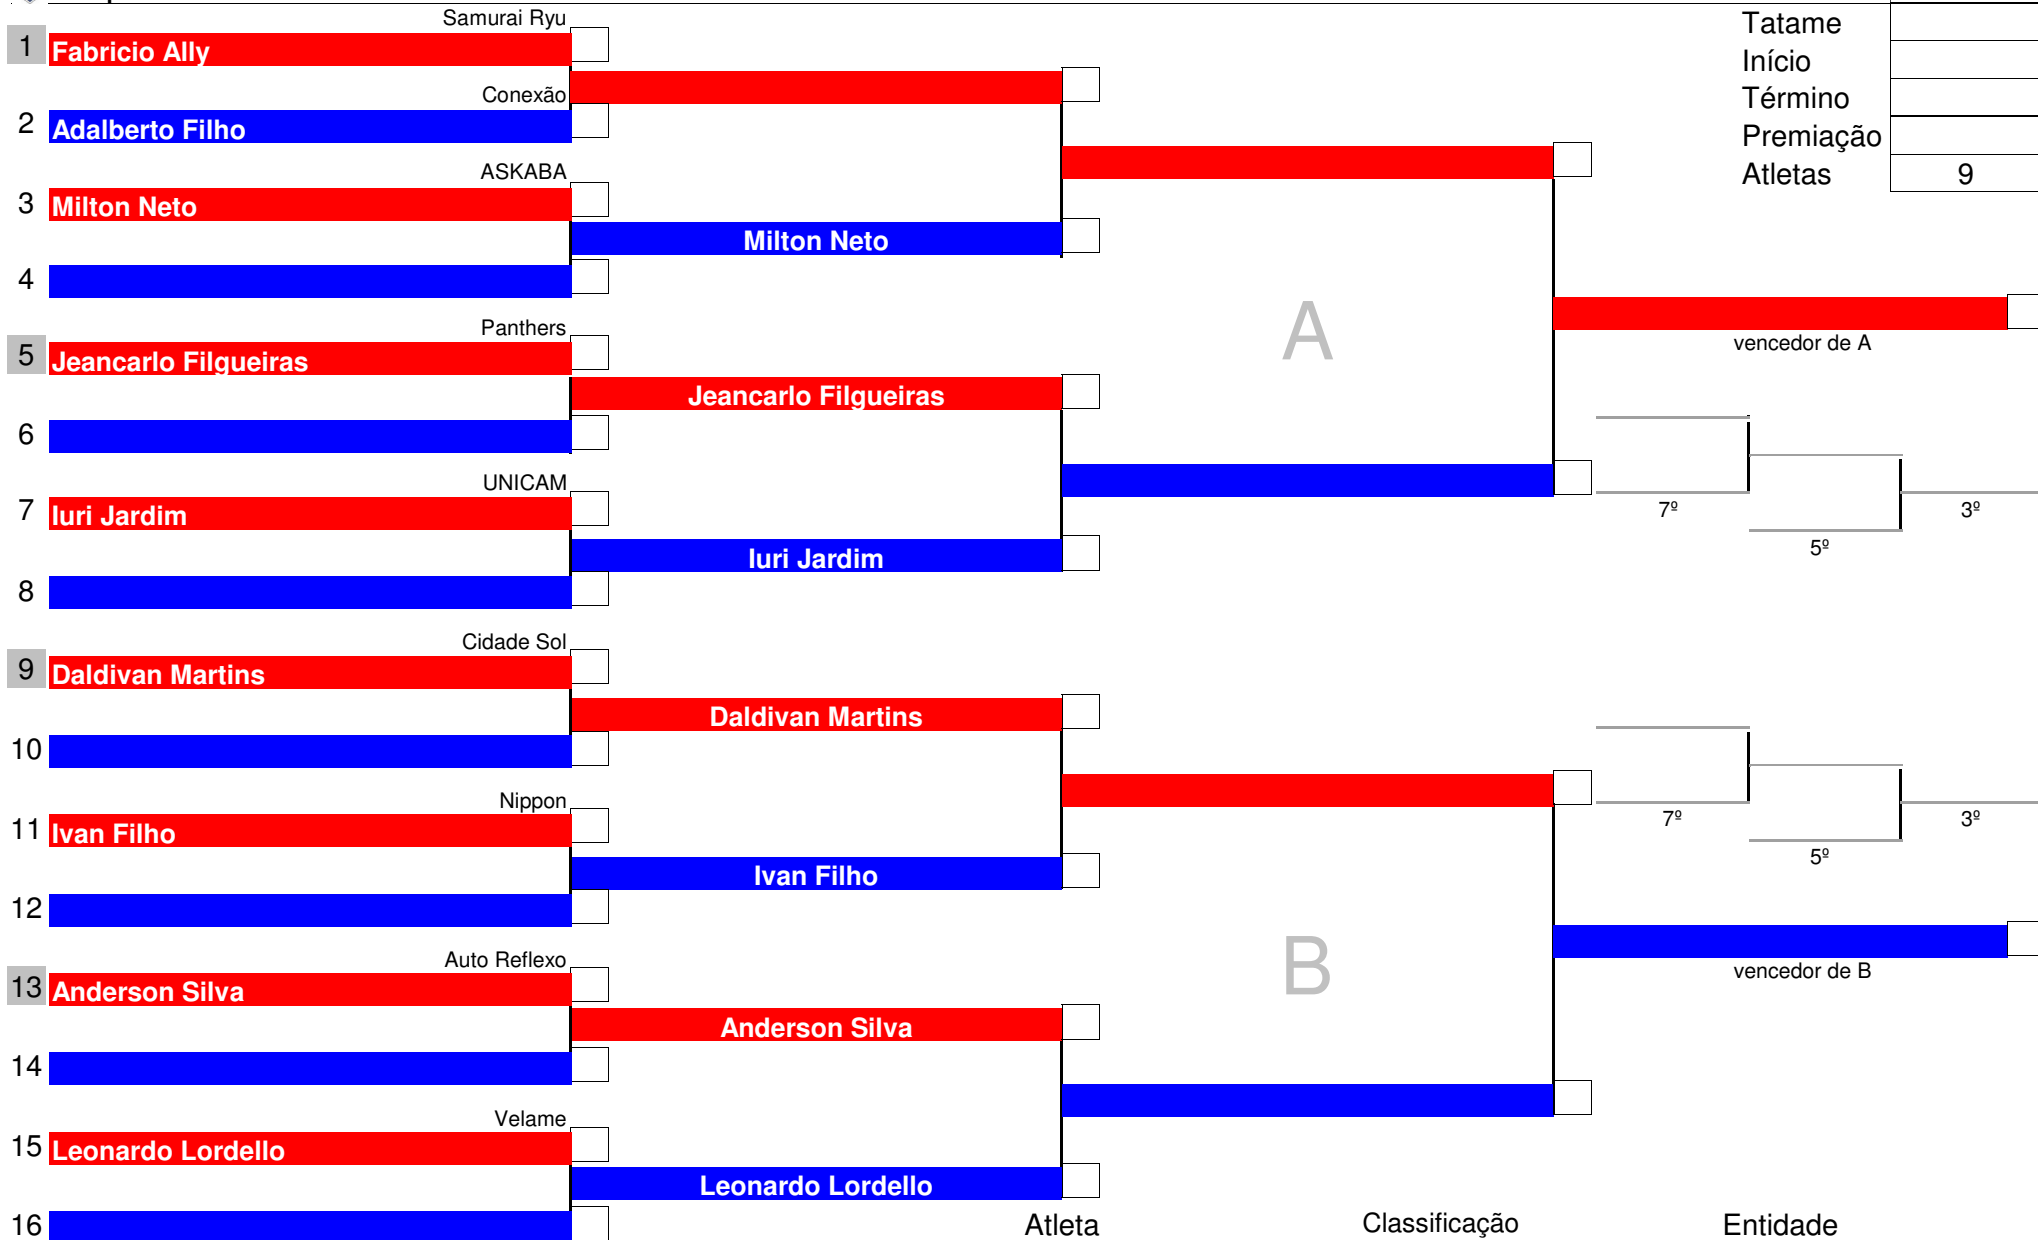 Samurai Ryu
1 Fabricio Ally
Conexão
2 Adalberto Filho
ASKABA
3 Milton Neto
Milton Neto
4
Panthers
5 Jeancarlo Filgueiras
Jeancarlo Filgueiras
6
UNICAM
7 Iuri Jardim
Iuri Jardim
8
Cidade Sol
9 Daldivan Martins
Daldivan Martins
10
Nippon
11 Ivan Filho
Ivan Filho
12
Auto Reflexo
13 Anderson Silva
Anderson Silva
14
Velame
15 Leonardo Lordello
Leonardo Lordello
16
A
B
Tatame
Início
Término
Premiação
Atletas 9
vencedor de A
7º
3º
5º
7º
3º
5º
vencedor de B
Atleta Classificação Entidade